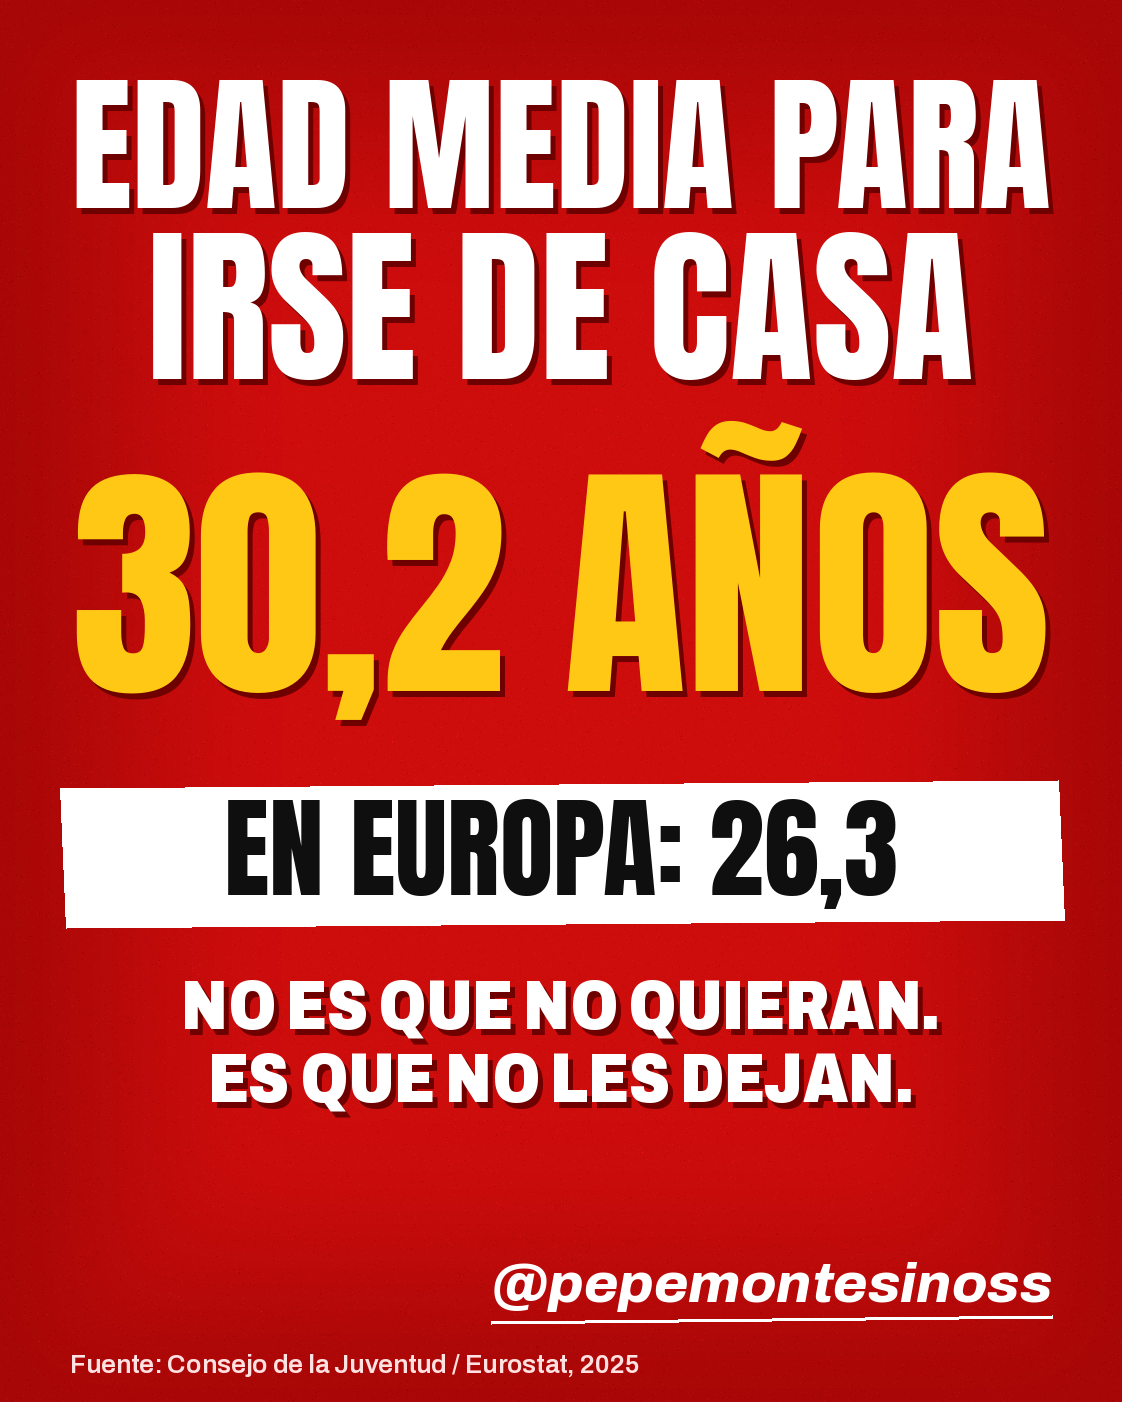 EDAD MEDIA PARA
IRSE DE CASA
30,2 AÑOS
EN EUROPA: 26,3
NO ES QUE NO QUIERAN.
ES QUE NO LES DEJAN.
@pepemontesinoss
Fuente: Consejo de la Juventud / Eurostat, 2025